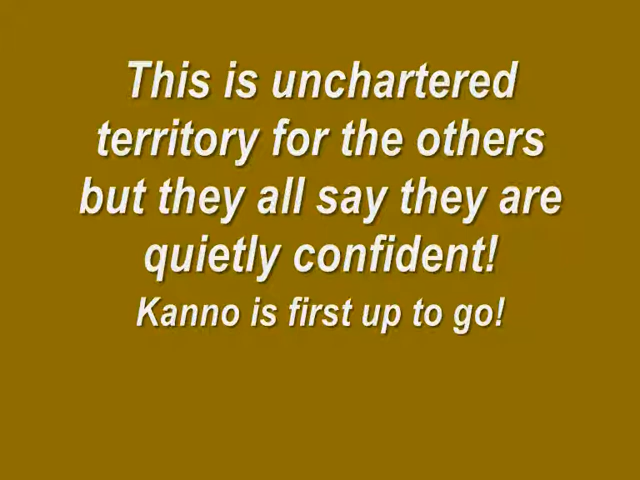 This is unchartered
territory for the others
but they all say they are
quietly confident!
Kanno is first up to go!